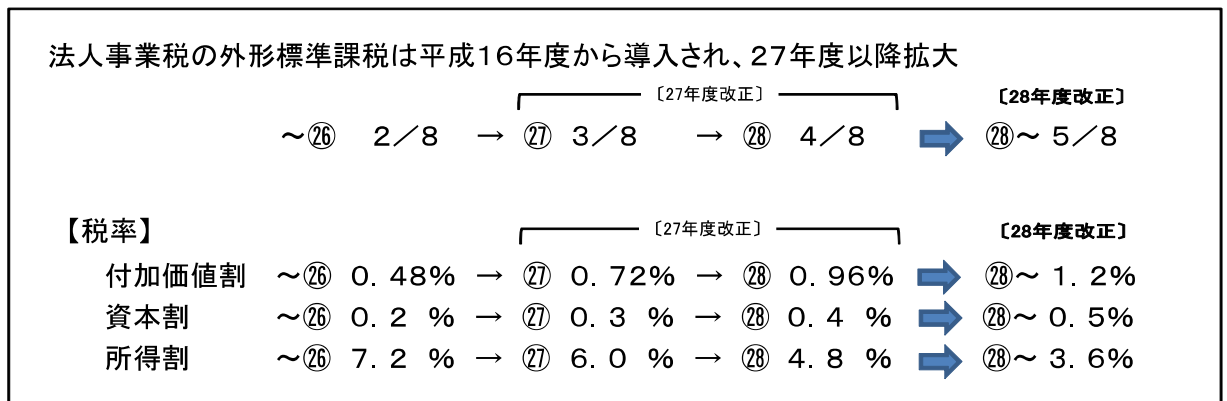 法人事業税の外形標準課税は平成16年度から導入され、27年度以降拡大
〔27年度改正〕 〔28年度改正〕
～㉖ 2／8 → ㉗ 3／8 → ㉘ 4／8 ㉘～ 5／8
【税率】 〔27年度改正〕 〔28年度改正〕
付加価値割 ～㉖ 0．48% → ㉗ 0．72% → ㉘ 0．96% ㉘～ 1．2%
資本割 ～㉖ 0．2 % → ㉗ 0．3 % → ㉘ 0．4 % ㉘～ 0．5%
所得割 ～㉖ 7．2 % → ㉗ 6．0 % → ㉘ 4．8 % ㉘～ 3．6%